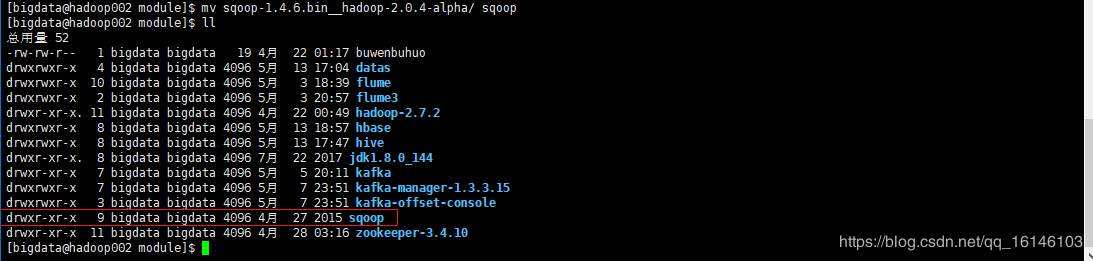 [bigdata@hadoop002 module]$ mv sqoop-1.4.6.bin__hadoop-2.0.4-alpha/ sqoop
[bigdata@hadoop002 module]$ ll
总用量 52
-rw-rw-r--   1 bigdata bigdata   19 4月  22 01:17 buwenbuhuo
drwxrwxr-x   4 bigdata bigdata 4096 5月  13 17:04 datas
drwxrwxr-x  10 bigdata bigdata 4096 5月   3 18:39 flume
drwxrwxr-x   2 bigdata bigdata 4096 5月   3 20:57 flume3
drwxr-xr-x. 11 bigdata bigdata 4096 4月  22 00:49 hadoop-2.7.2
drwxrwxr-x   8 bigdata bigdata 4096 5月  13 18:57 hbase
drwxrwxr-x   8 bigdata bigdata 4096 5月  13 17:47 hive
drwxr-xr-x.  8 bigdata bigdata 4096 7月  22 2017 jdk1.8.0_144
drwxr-xr-x   7 bigdata bigdata 4096 5月   5 20:11 kafka
drwxrwxr-x   7 bigdata bigdata 4096 5月   7 23:51 kafka-manager-1.3.3.15
drwxrwxr-x   3 bigdata bigdata 4096 5月   7 23:51 kafka-offset-console
drwxr-xr-x   9 bigdata bigdata 4096 4月  27 2015 sqoop
drwxr-xr-x  11 bigdata bigdata 4096 4月  28 03:16 zookeeper-3.4.10
[bigdata@hadoop002 module]$
https://blog.csdn.net/qq_16146103